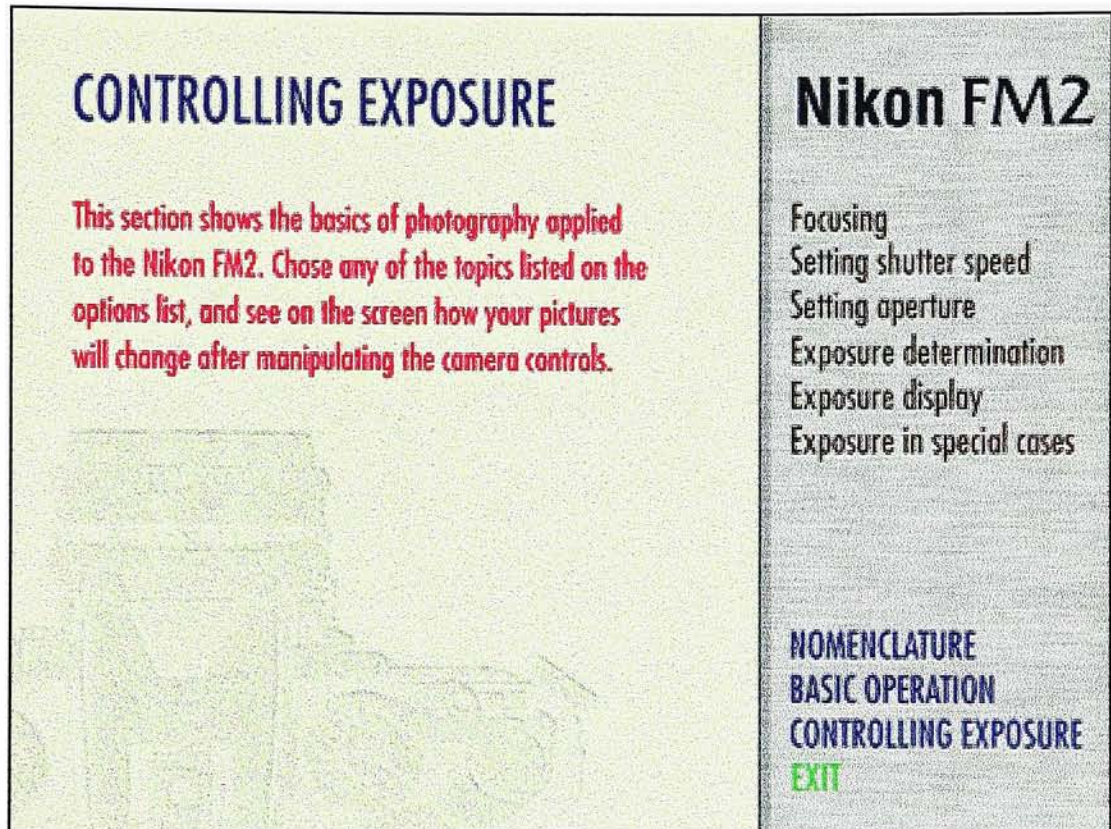 CONTROLLING EXPOSURE
This section shows the basics of photography applied
to the Nikon FM2. Chose any of the topics listed on the
options list, and see on the screen how your pictures
will change after manipulating the camera controls.
Nikon FM2
Focusing
Setting shutter speed
Setting aperture
Exposure determination
Exposure display
Exposure in special cases
NOMENCLATURE
BASIC OPERATION
CONTROLLING EXPOSURE
EXIT